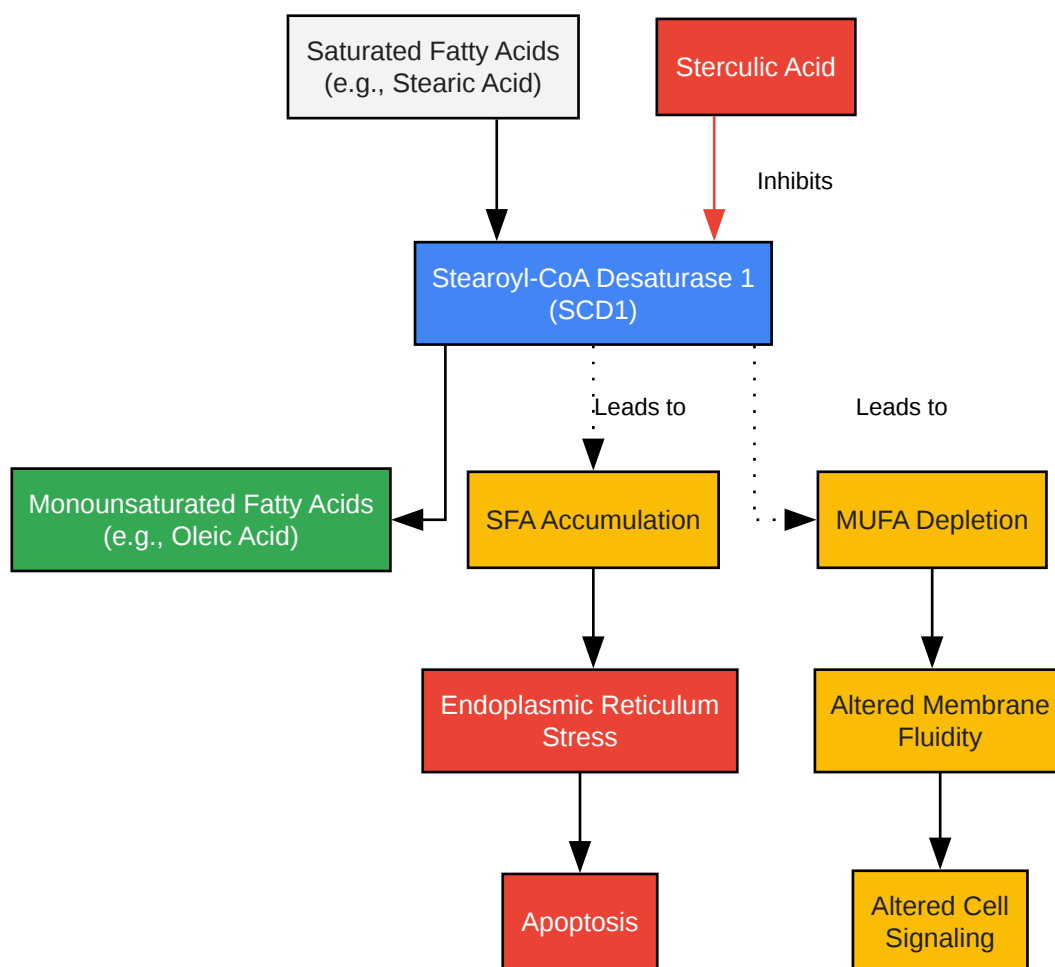 Saturated Fatty Acids
(e.g., Stearic Acid)
Sterculic Acid
Inhibits
Stearoyl-CoA Desaturase 1
(SCD1)
Leads to
Leads to
Monounsaturated Fatty Acids
(e.g., Oleic Acid)
SFA Accumulation
MUFA Depletion
Endoplasmic Reticulum
Stress
Altered Membrane
Fluidity
Apoptosis
Altered Cell
Signaling